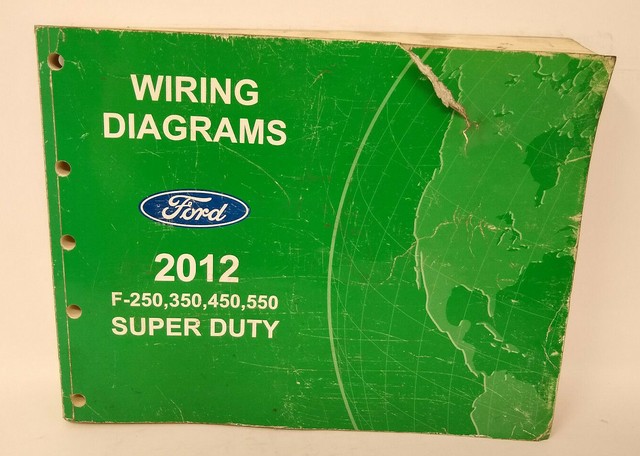 WIRING
DIAGRAMS
Ford
2012
F-250,350,450,550
SUPER DUTY